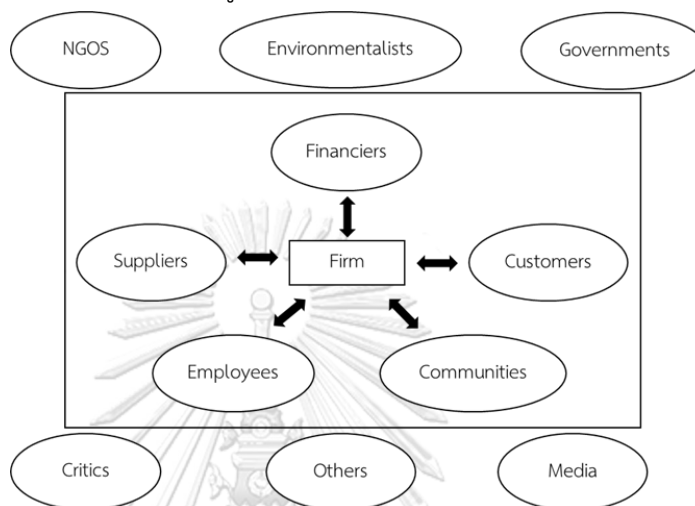 NGOS
Environmentalists
Governments
Financiers
Suppliers
Firm
Customers
Employees
Communities
Critics
Others
Media